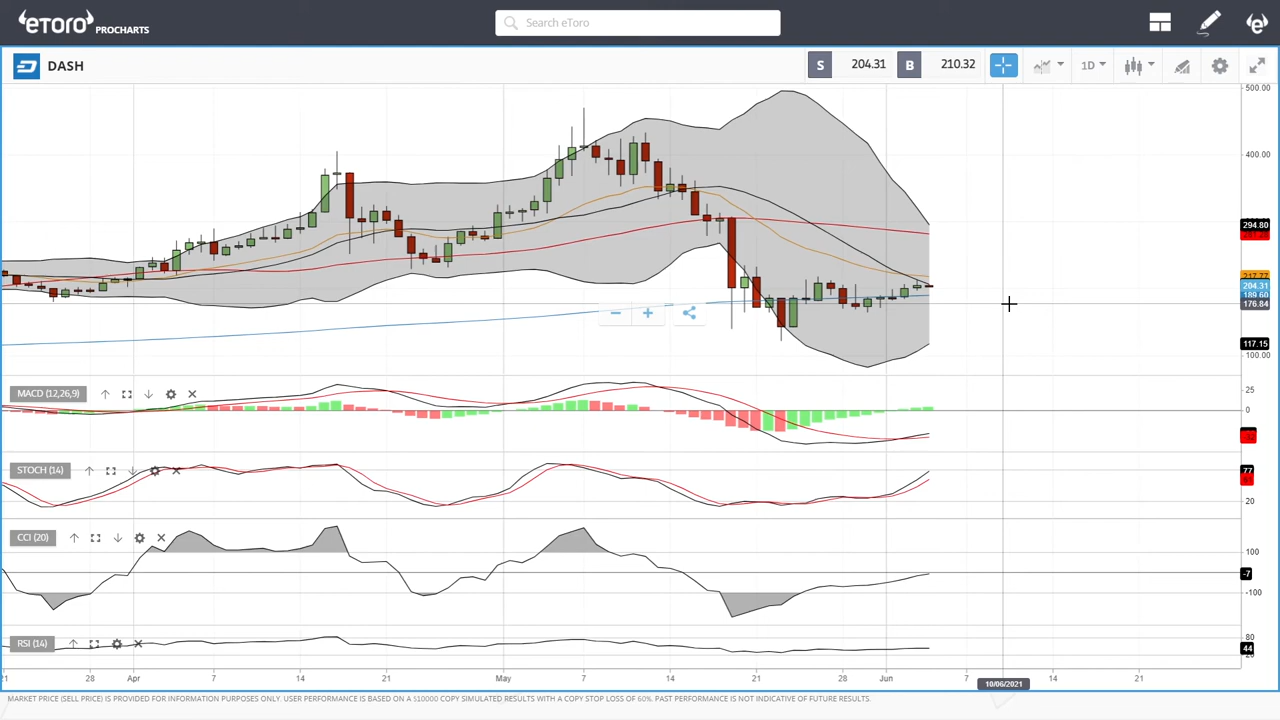 eToro PROCHARTS
Search eToro
DASH
S 204.31 B 210.32
1D
500.00
400.00
294.80
217.77
204.31
189.60
176.84
117.15
100.00
MACD (12,26,9)
25
0
STOCH (14)
77
20
CCI (20)
100
-7
-100
RSI (14)
80
44
21 28 Apr 7 14 21 May 7 14 21 28 Jun 7 10/06/2021 14 21
MARKET PRICE (SELL PRICE) IS PROVIDED FOR INFORMATION PURPOSES ONLY. USER PERFORMANCE IS BASED ON A $10000 COPY SIMULATED RESULTS WITH A COPY STOP LOSS OF 60%. PAST PERFORMANCE IS NOT INDICATIVE OF FUTURE RESULTS.